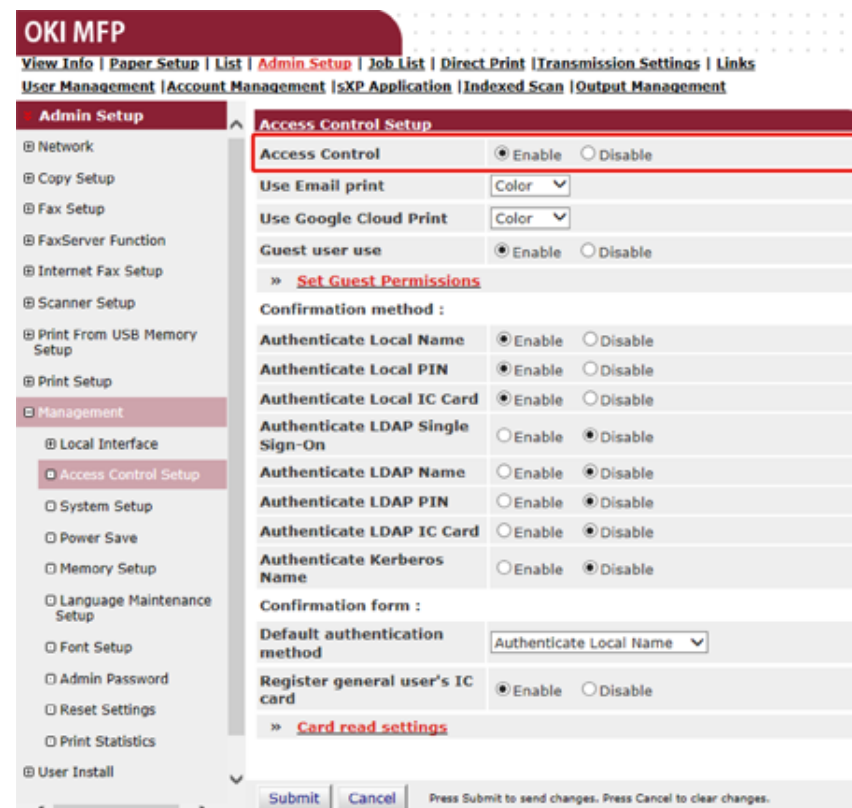 OKI MFP
View Info | Paper Setup | List | Admin Setup | Job List | Direct Print |Transmission Settings | Links
User Management |Account Management |sXP Application |Indexed Scan |Output Management
Admin Setup
Network
Copy Setup
Fax Setup
FaxServer Function
Internet Fax Setup
Scanner Setup
Print From USB Memory
Setup
Print Setup
Management
Local Interface
Access Control Setup
System Setup
Power Save
Memory Setup
Language Maintenance
Setup
Font Setup
Admin Password
Reset Settings
Print Statistics
User Install
Access Control Setup
Access Control Enable Disable
Use Email print Color
Use Google Cloud Print Color
Guest user use Enable Disable
» Set Guest Permissions
Confirmation method :
Authenticate Local Name Enable Disable
Authenticate Local PIN Enable Disable
Authenticate Local IC Card Enable Disable
Authenticate LDAP Single
Sign-On Enable Disable
Authenticate LDAP Name Enable Disable
Authenticate LDAP PIN Enable Disable
Authenticate LDAP IC Card Enable Disable
Authenticate Kerberos
Name Enable Disable
Confirmation form :
Default authentication
method Authenticate Local Name
Register general user's IC
card Enable Disable
» Card read settings
Submit Cancel Press Submit to send changes. Press Cancel to clear changes.